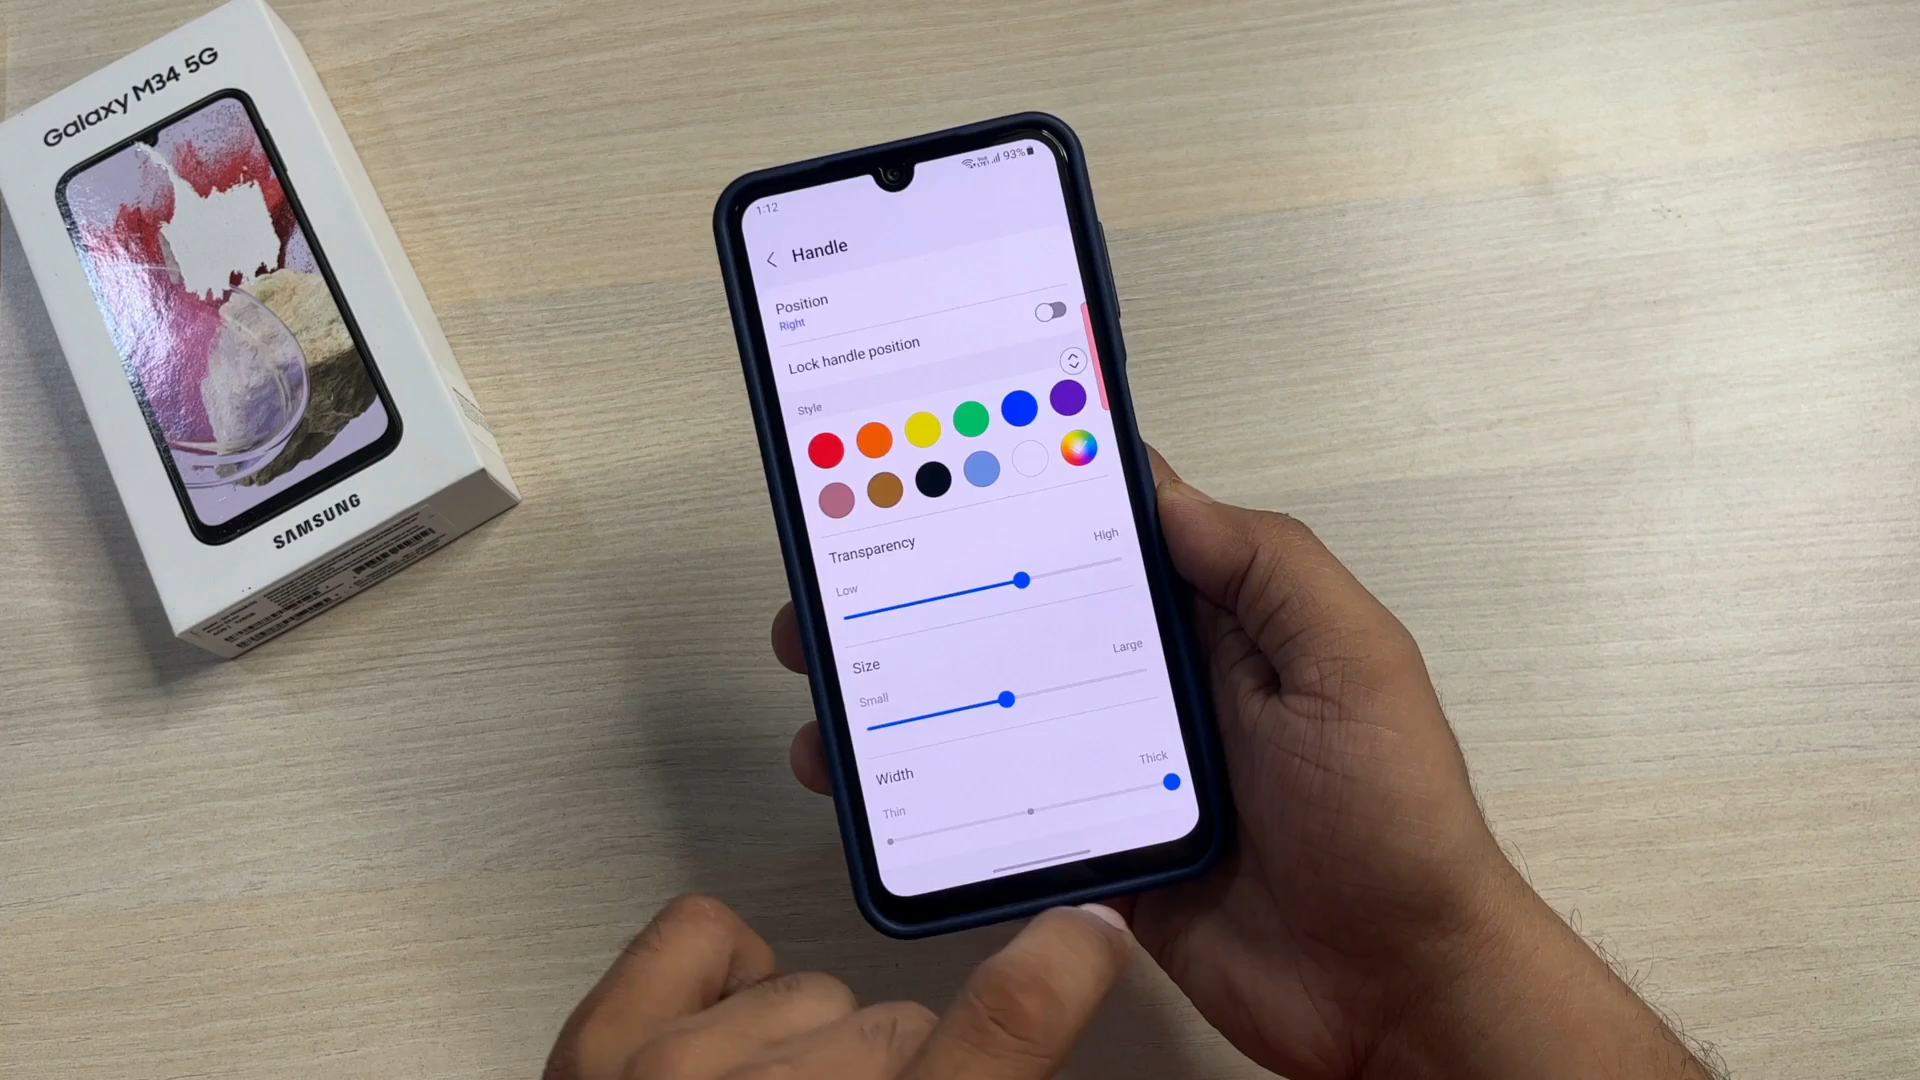 Galaxy M34 5G
SAMSUNG
1:12
93%
Handle
Position
Right
Lock handle position
Style
Transparency
Low
High
Size
Small
Large
Width
Thin
Thick